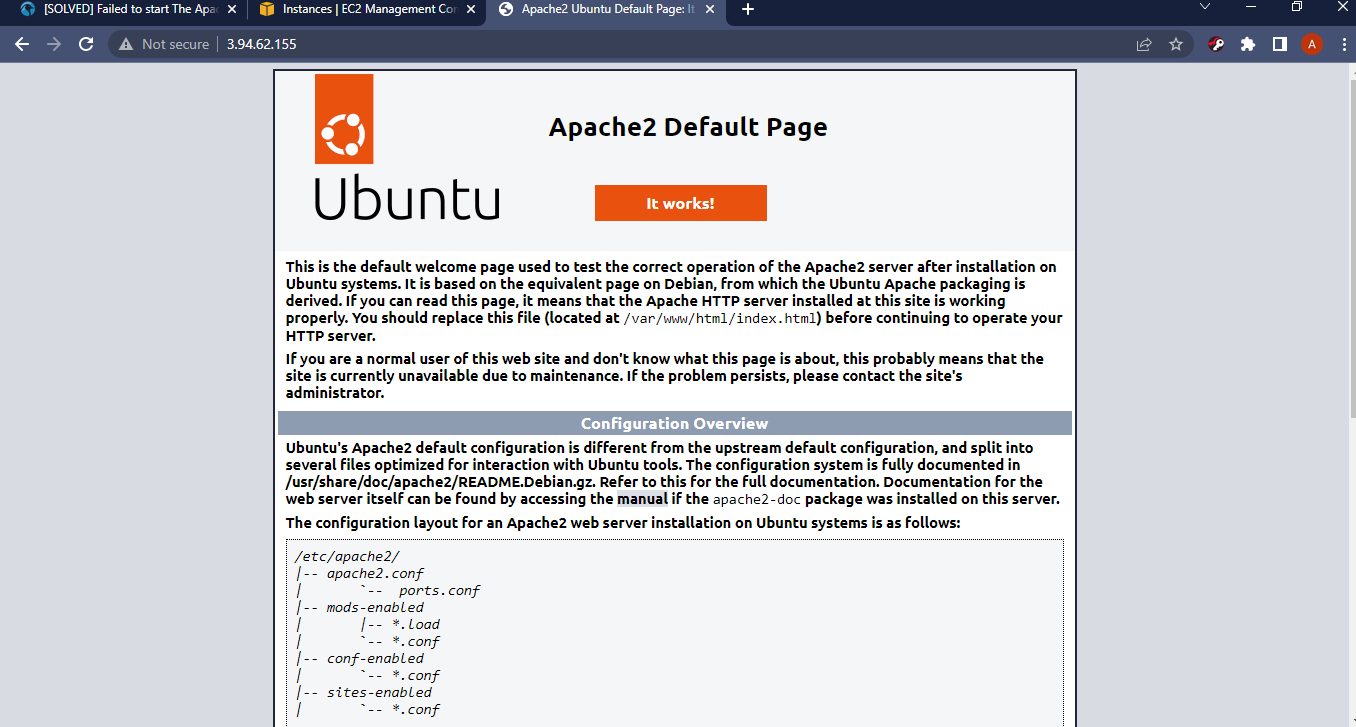 [SOLVED] Failed to start The Apac
Instances | EC2 Management Con
Apache2 Ubuntu Default Page: It
Not secure
3.94.62.155
A
Apache2 Default Page
Ubuntu
It works!
This is the default welcome page used to test the correct operation of the Apache2 server after installation on
Ubuntu systems. It is based on the equivalent page on Debian, from which the Ubuntu Apache packaging is
derived. If you can read this page, it means that the Apache HTTP server installed at this site is working
properly. You should replace this file (located at /var/www/html/index.html) before continuing to operate your
HTTP server.
If you are a normal user of this web site and don't know what this page is about, this probably means that the
site is currently unavailable due to maintenance. If the problem persists, please contact the site's
administrator.
Configuration Overview
Ubuntu's Apache2 default configuration is different from the upstream default configuration, and split into
several files optimized for interaction with Ubuntu tools. The configuration system is fully documented in
/usr/share/doc/apache2/README.Debian.gz. Refer to this for the full documentation. Documentation for the
web server itself can be found by accessing the manual if the apache2-doc package was installed on this server.
The configuration layout for an Apache2 web server installation on Ubuntu systems is as follows:
/etc/apache2/
|-- apache2.conf
|       `--  ports.conf
|-- mods-enabled
|       |-- *.load
|       `-- *.conf
|-- conf-enabled
|       `-- *.conf
|-- sites-enabled
|       `-- *.conf